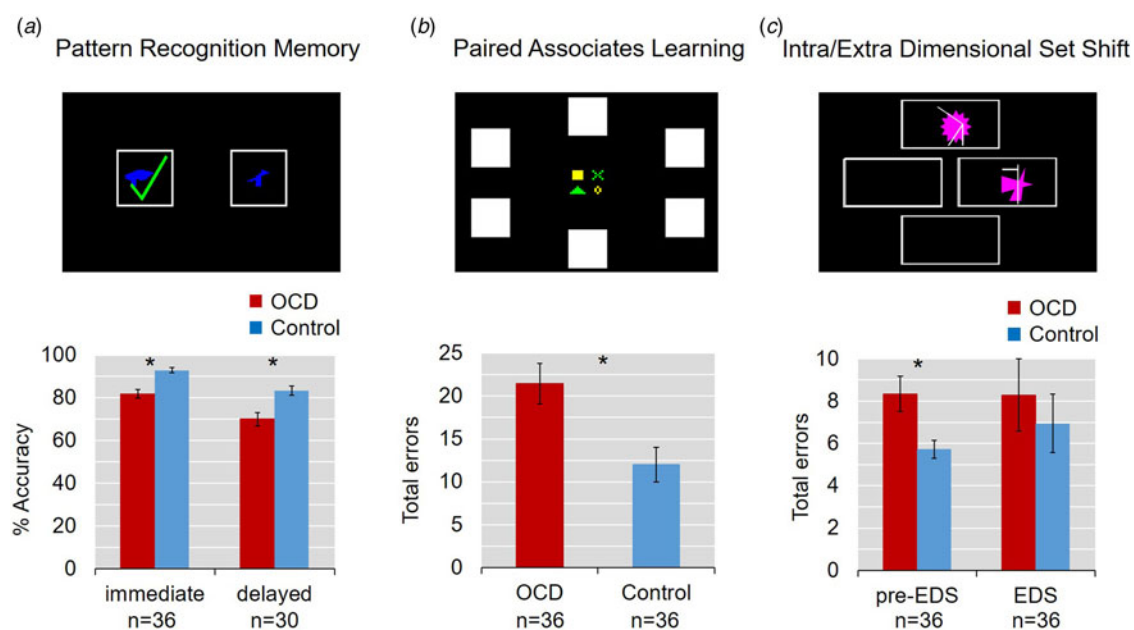 (a)
Pattern Recognition Memory
OCD
Control
% Accuracy
100
80
60
40
20
0
*
*
immediate
n=36
delayed
n=30
(b)
Paired Associates Learning
Total errors
25
20
15
10
5
0
*
OCD
n=36
Control
n=36
(c)
Intra/Extra Dimensional Set Shift
OCD
Control
Total errors
10
8
6
4
2
0
*
pre-EDS
n=36
EDS
n=36